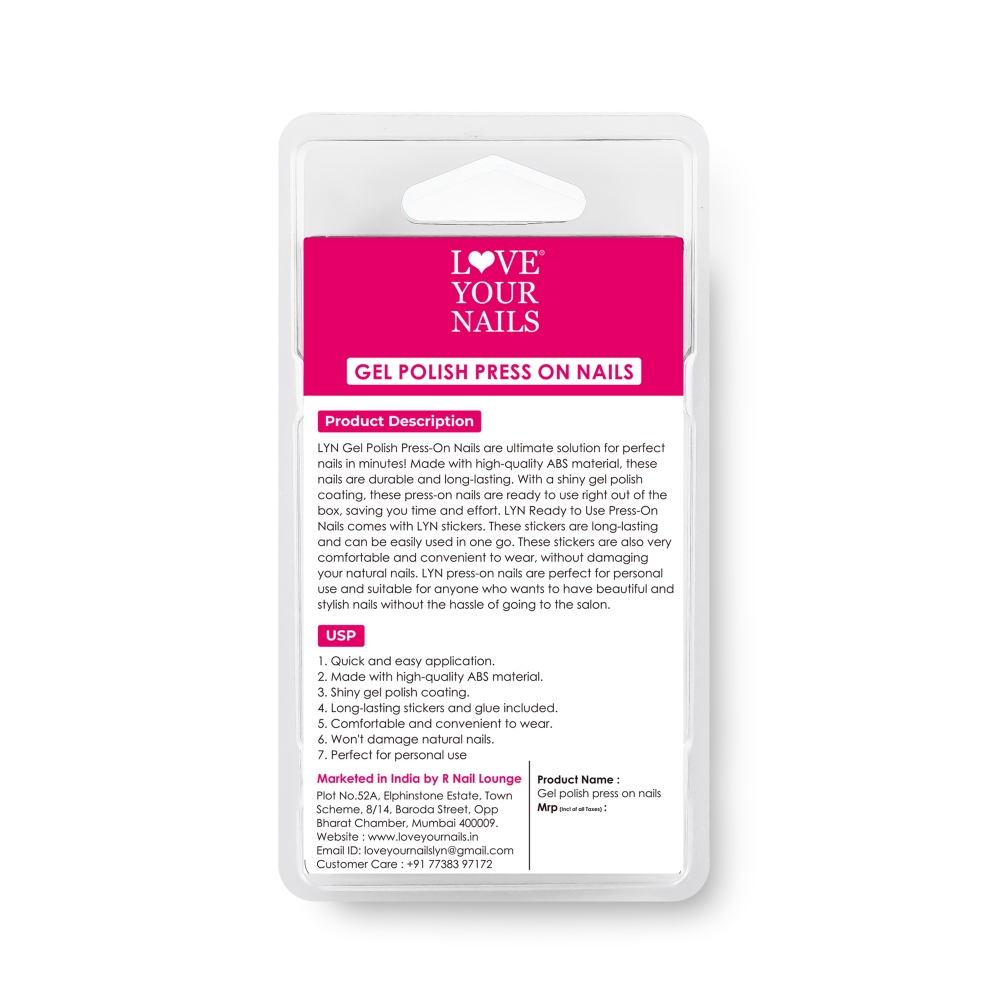 L♥VE®
YOUR
NAILS
GEL POLISH PRESS ON NAILS
Product Description
LYN Gel Polish Press-On Nails are ultimate solution for perfect
nails in minutes! Made with high-quality ABS material, these
nails are durable and long-lasting. With a shiny gel polish
coating, these press-on nails are ready to use right out of the
box, saving you time and effort. LYN Ready to Use Press-On
Nails comes with LYN stickers. These stickers are long-lasting
and can be easily used in one go. These stickers are also very
comfortable and convenient to wear, without damaging
your natural nails. LYN press-on nails are perfect for personal
use and suitable for anyone who wants to have beautiful and
stylish nails without the hassle of going to the salon.
USP
1. Quick and easy application.
2. Made with high-quality ABS material.
3. Shiny gel polish coating.
4. Long-lasting stickers and glue included.
5. Comfortable and convenient to wear.
6. Won't damage natural nails.
7. Perfect for personal use
Marketed in India by R Nail Lounge
Plot No.52A, Elphinstone Estate, Town
Scheme, 8/14, Baroda Street, Opp
Bharat Chamber, Mumbai 400009.
Website : www.loveyournails.in
Email ID: loveyournailslyn@gmail.com
Customer Care : +91 77383 97172
Product Name :
Gel polish press on nails
Mrp (Incl of all Taxes) :